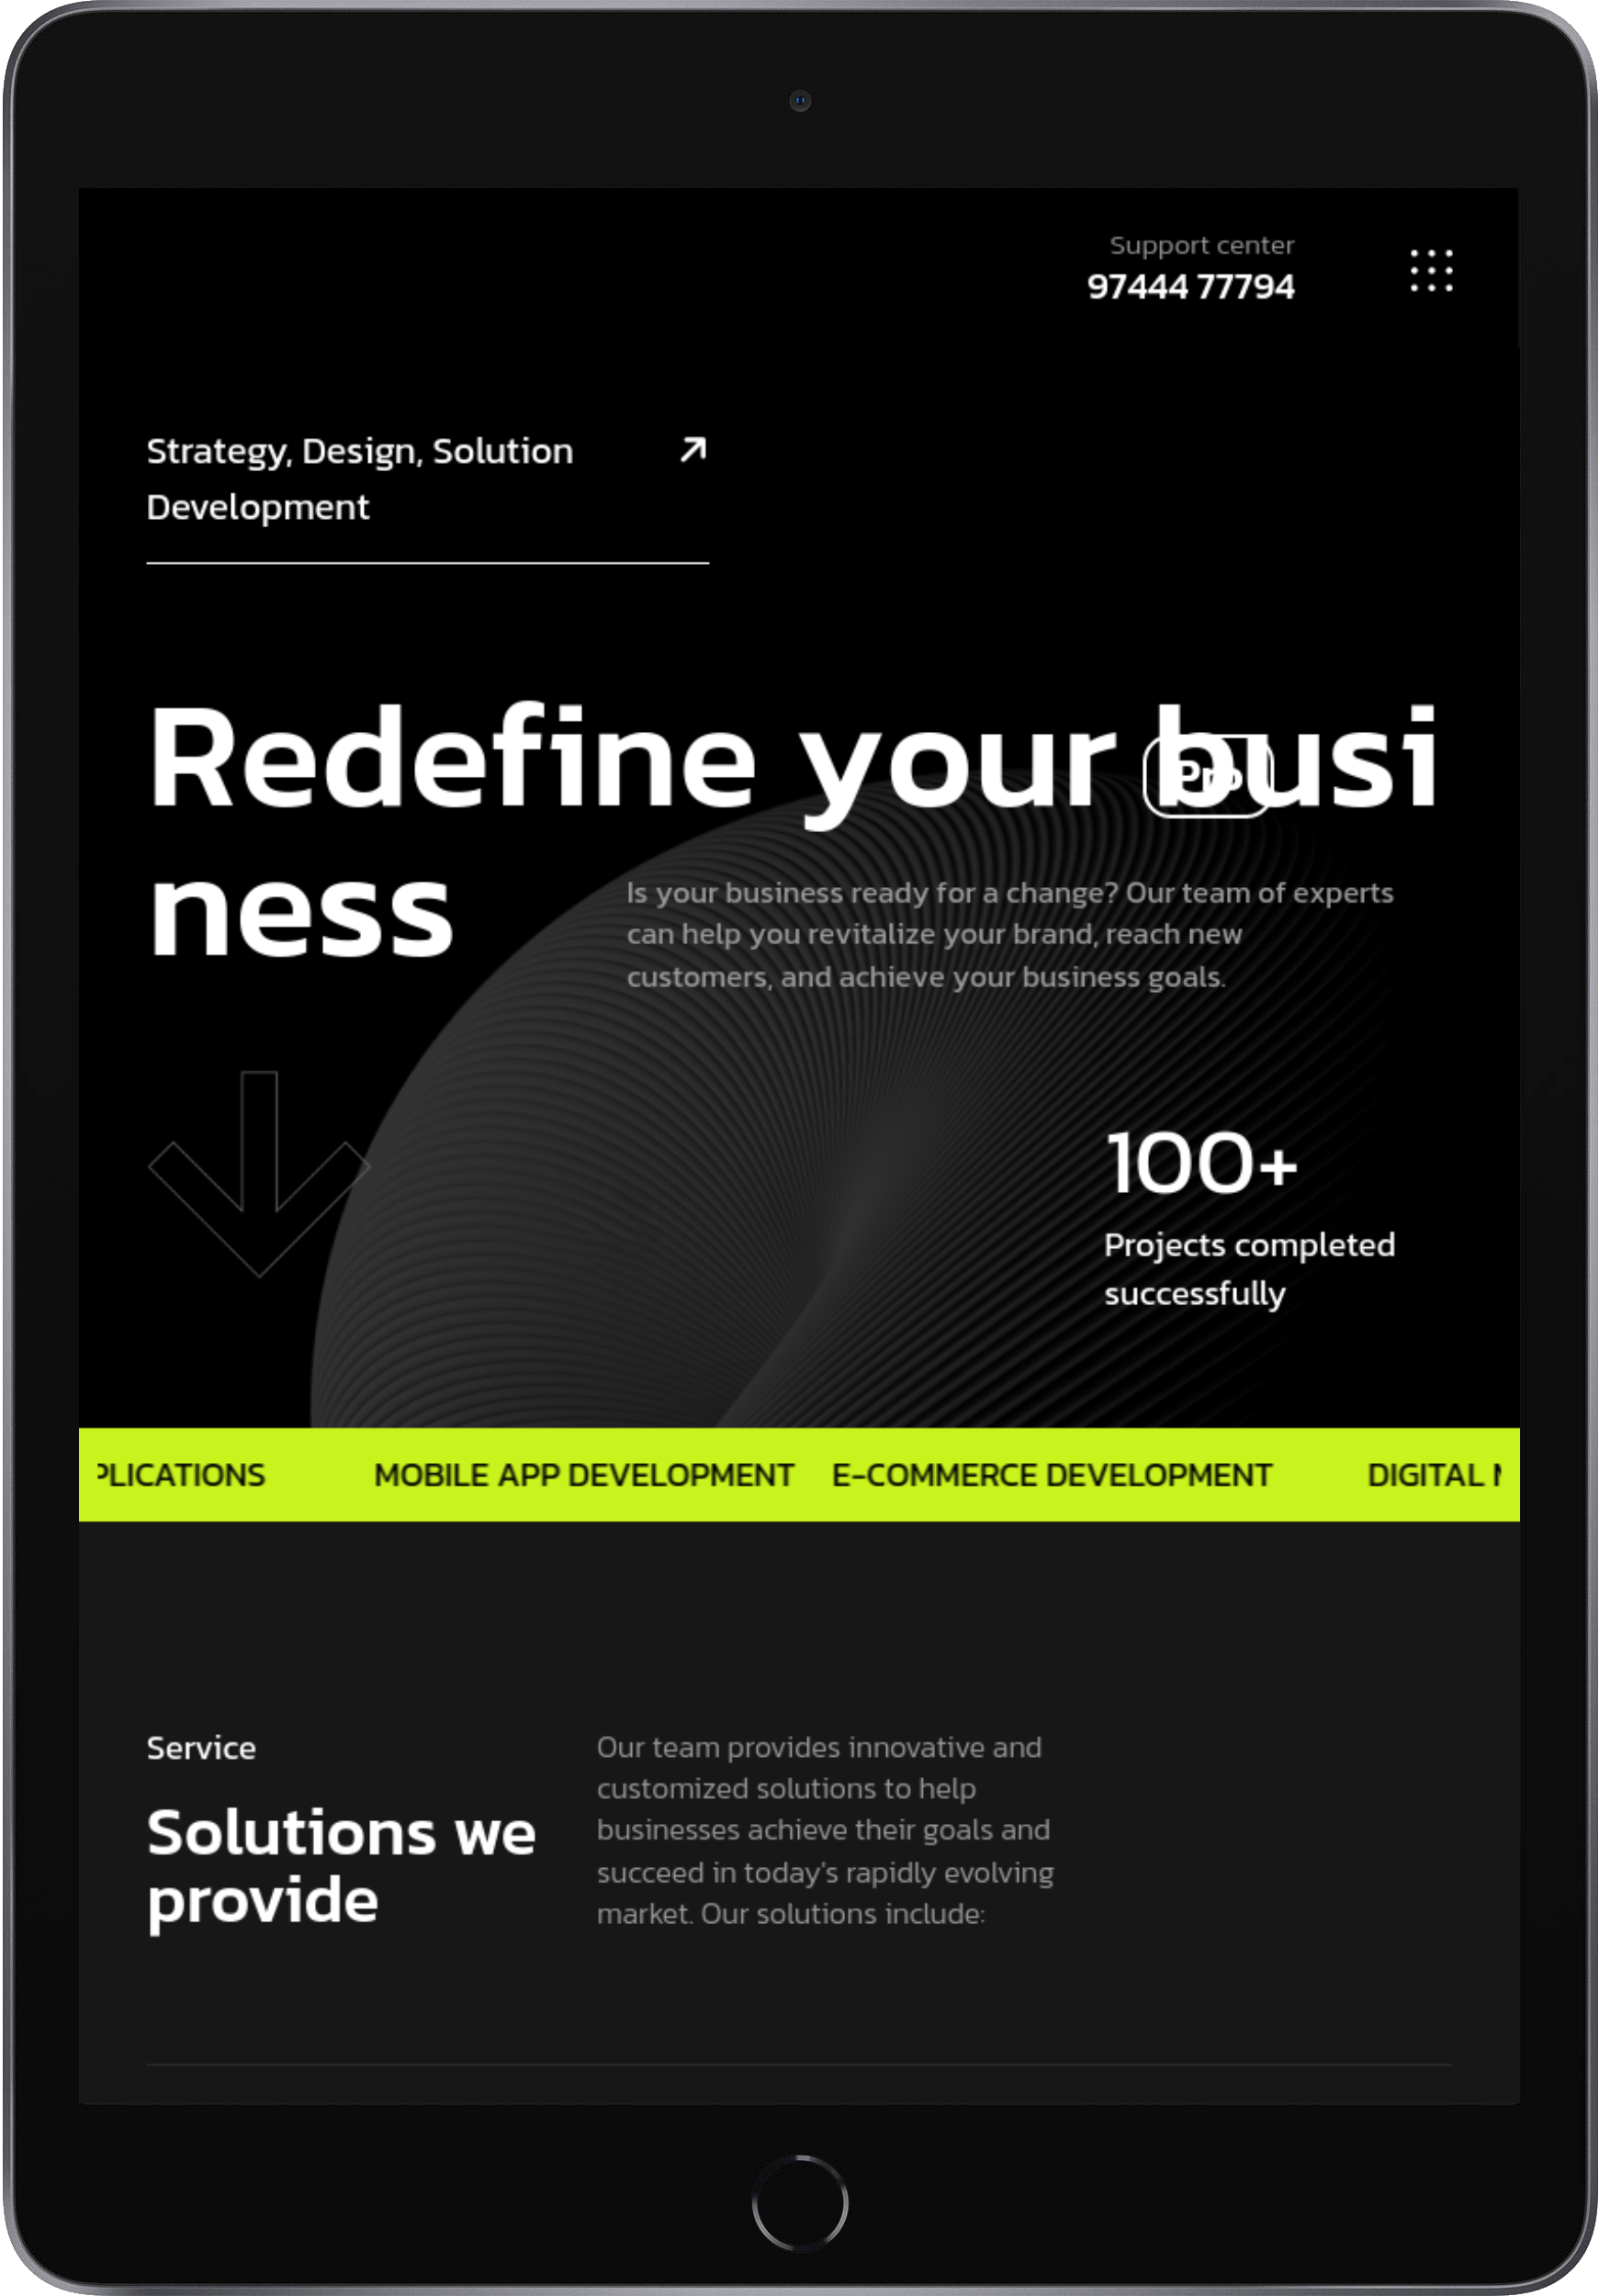 Support center
97444 77794
Strategy, Design, Solution
Development
Redefine your busi
Pro
ness
Is your business ready for a change? Our team of experts
can help you revitalize your brand, reach new
customers, and achieve your business goals.
100+
Projects completed
successfully
PLICATIONS MOBILE APP DEVELOPMENT E-COMMERCE DEVELOPMENT DIGITAL
Service
Solutions we
provide
Our team provides innovative and
customized solutions to help
businesses achieve their goals and
succeed in today's rapidly evolving
market. Our solutions include: